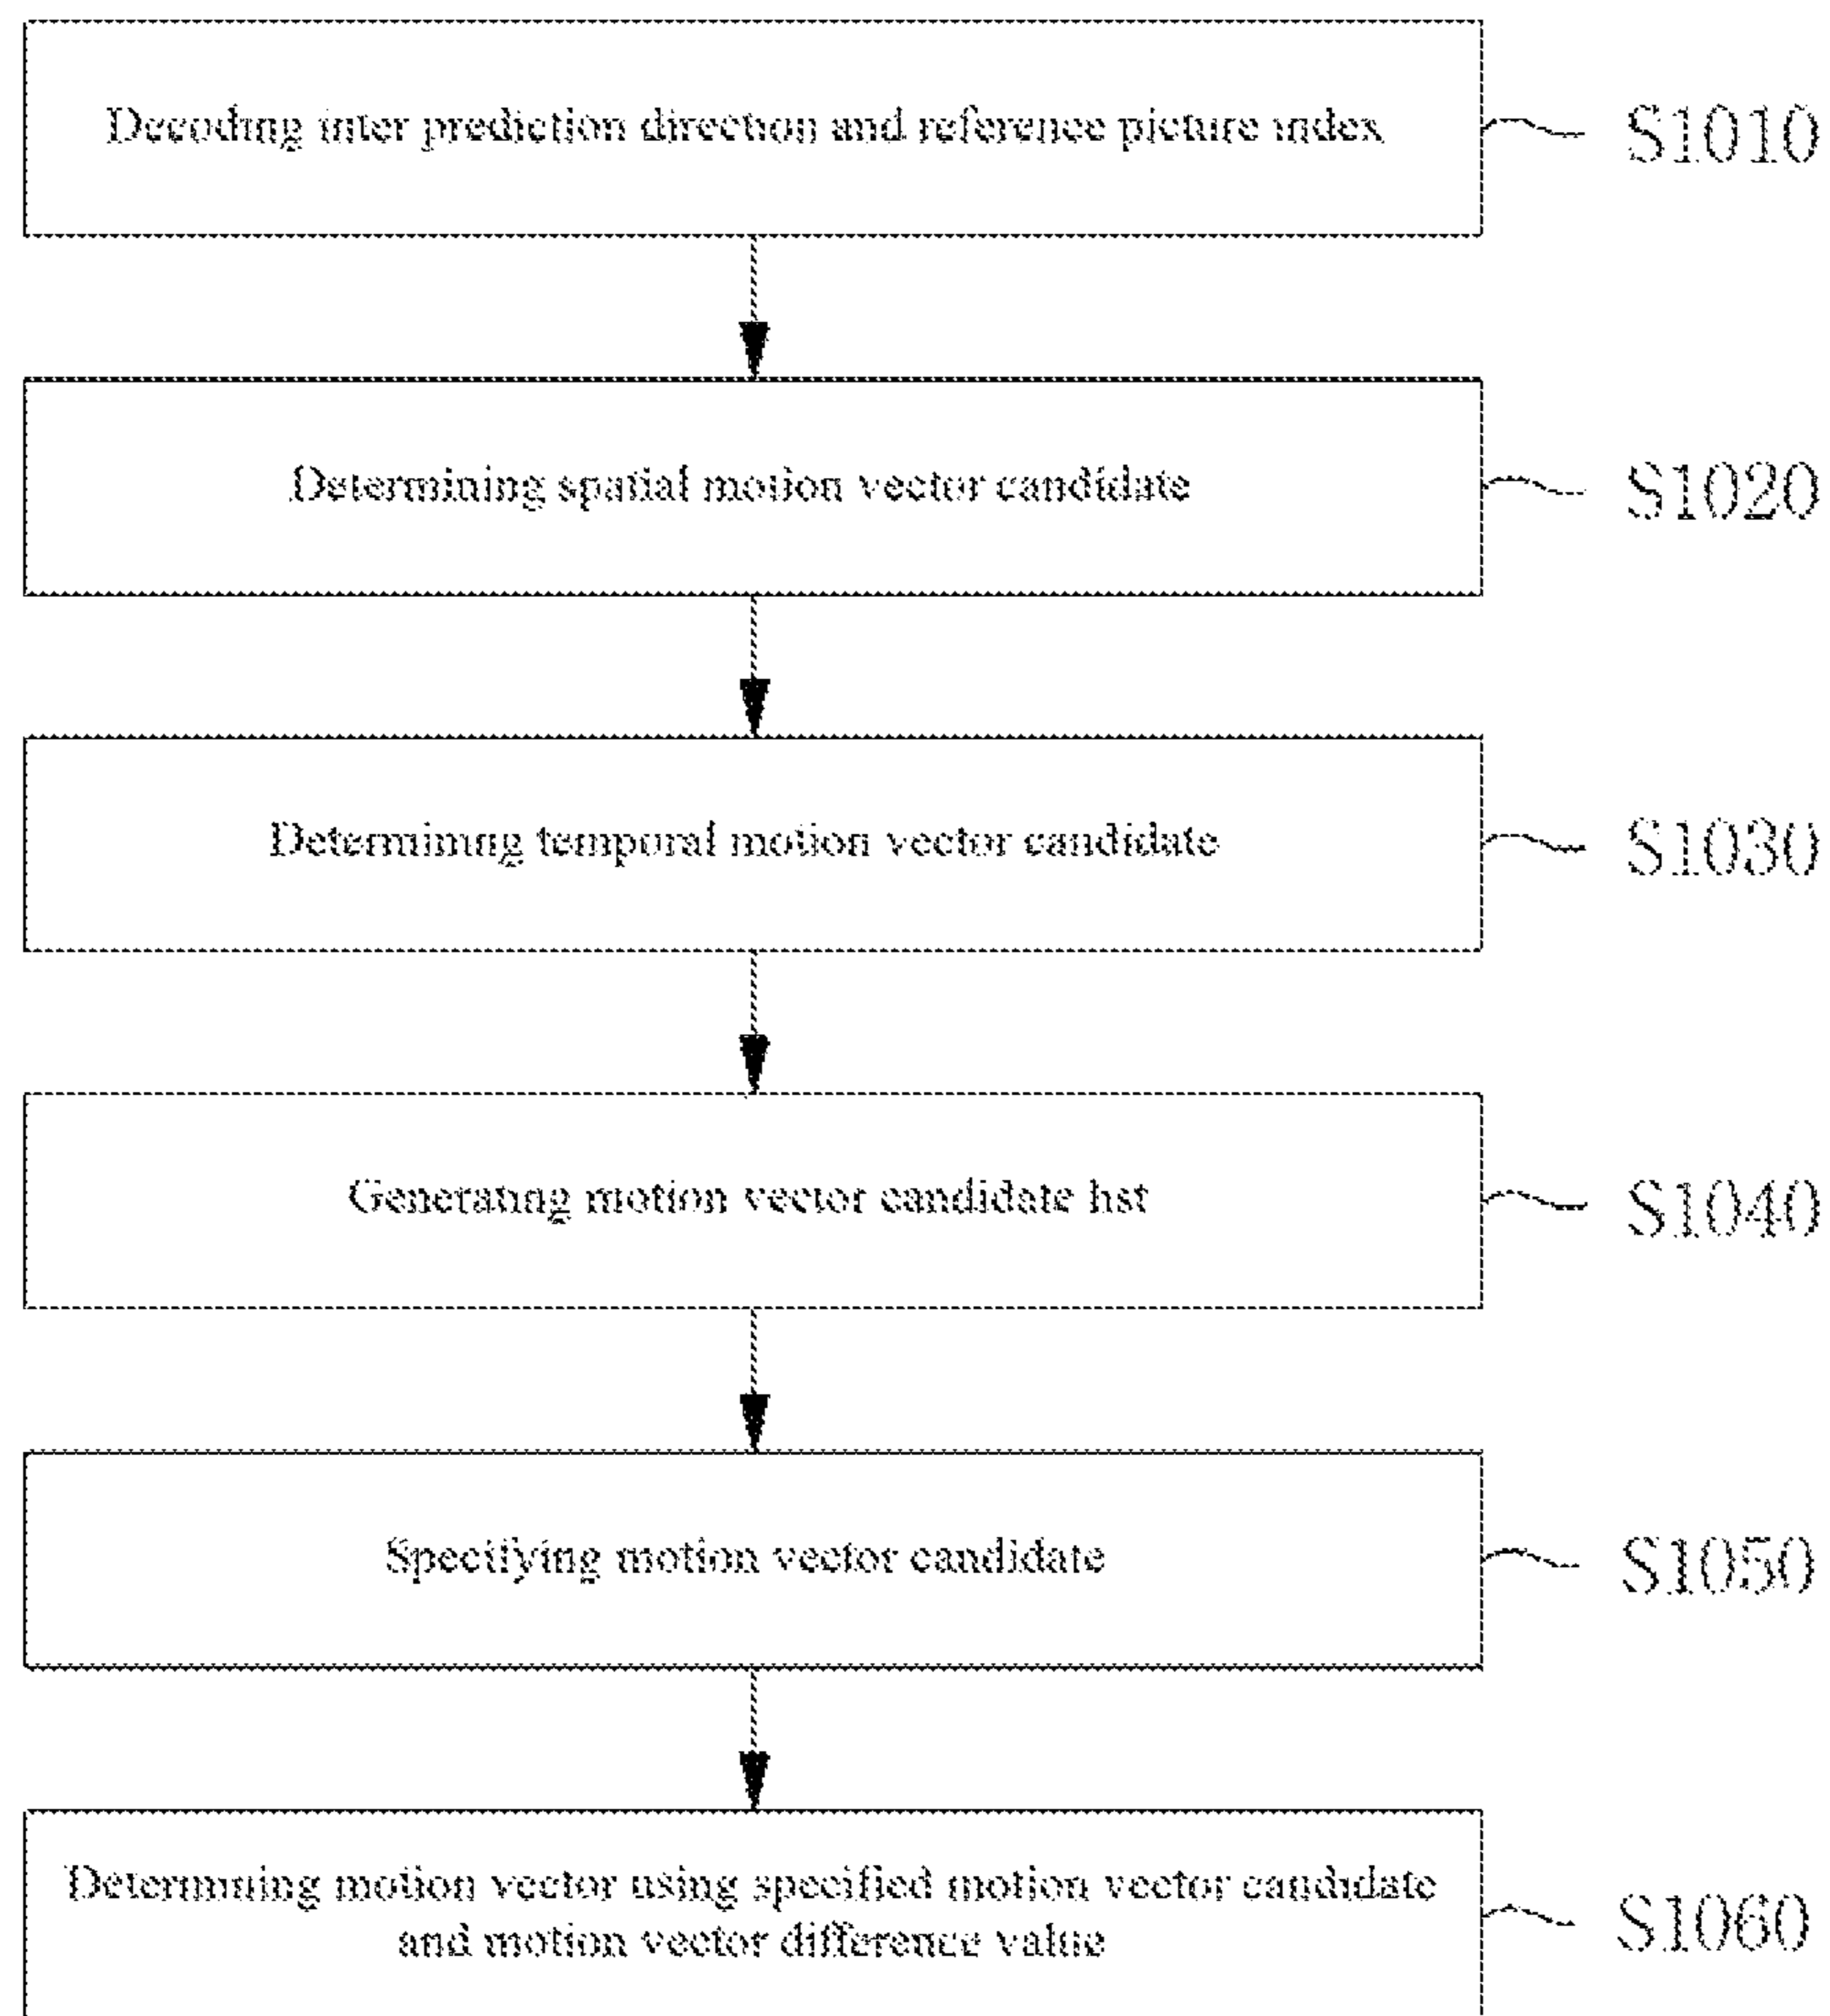 Decoding inter prediction direction and reference picture index
S1010
Determining spatial motion vector candidate
S1020
Determining temporal motion vector candidate
S1030
Generating motion vector candidate list
S1040
Specifying motion vector candidate
S1050
Determining motion vector using specified motion vector candidate
and motion vector difference value
S1060